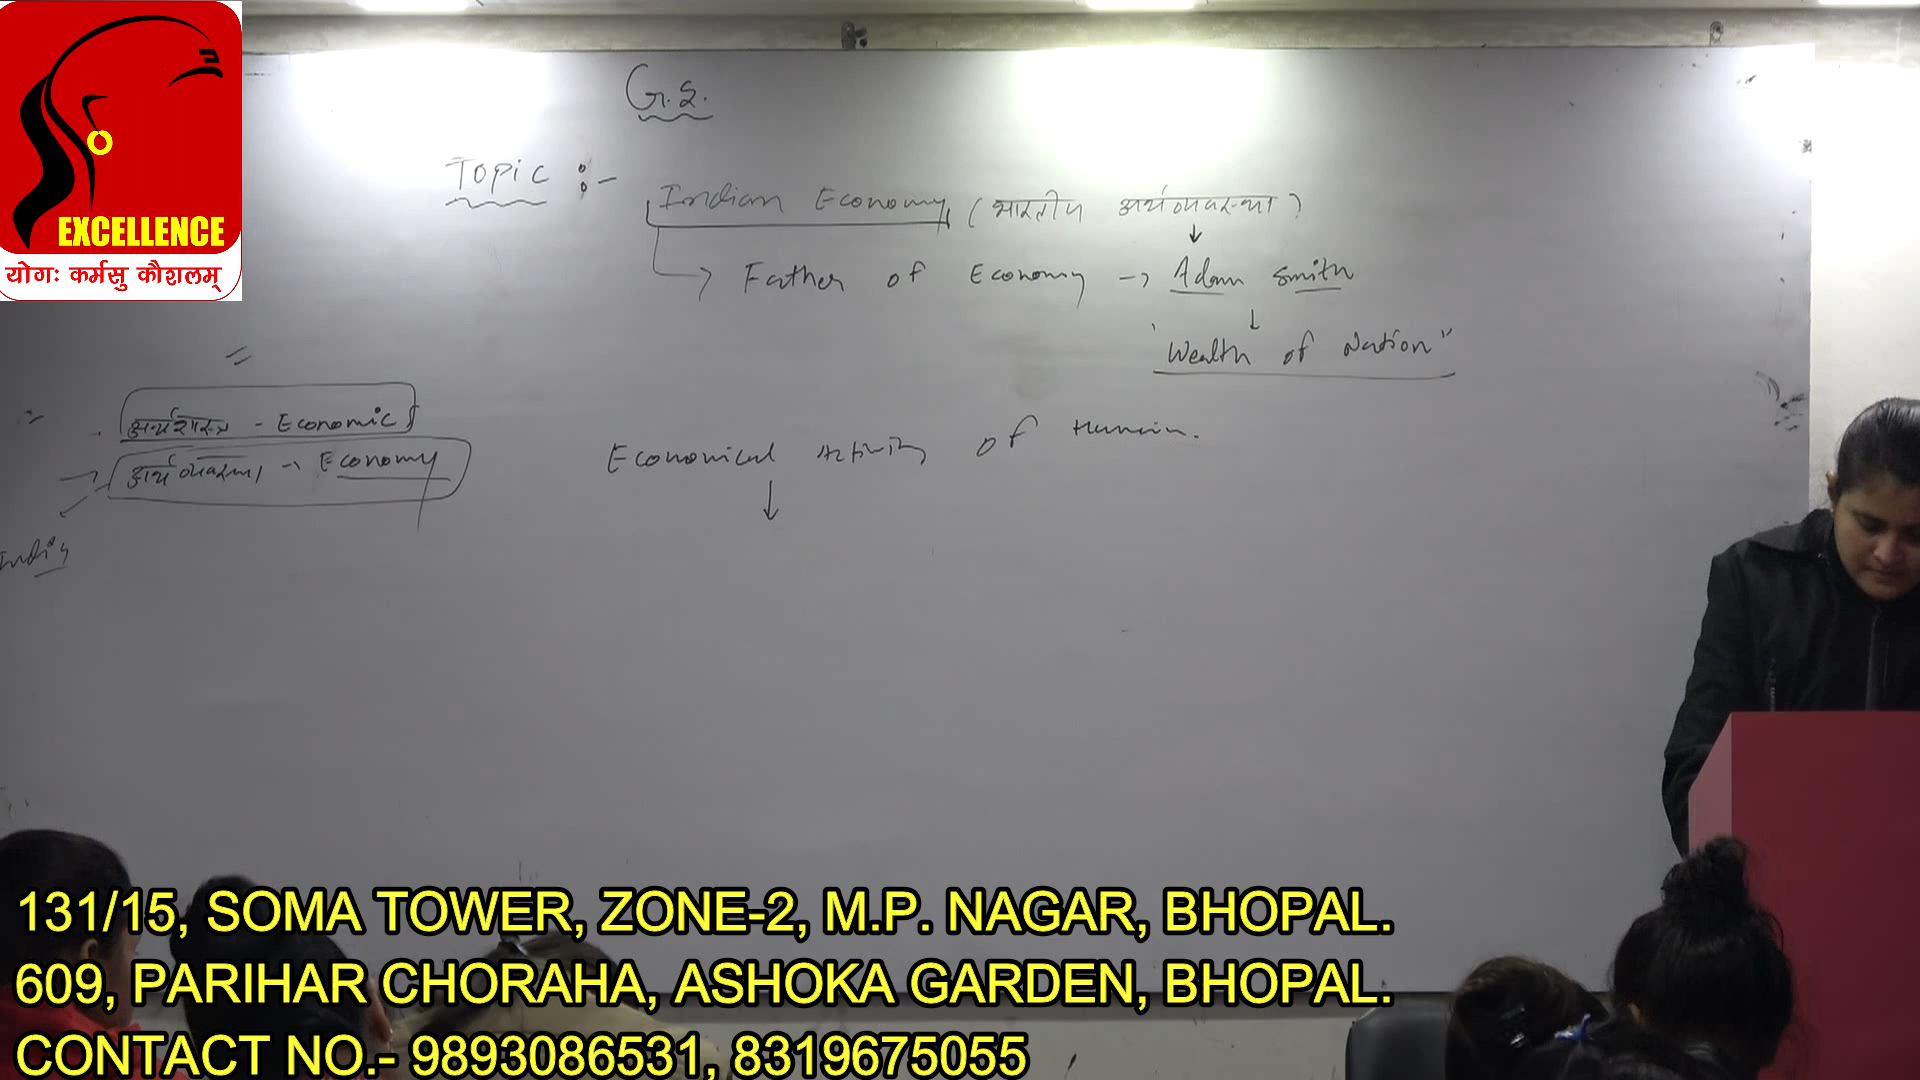 EXCELLENCE
योगः कर्मसु कौशलम्
G.S.
Topic :-
Indian Economy (भारतीय अर्थव्यवस्था)
↓
→ Father of Economy → Adam Smith
↓
"Wealth of Nation"
अर्थशास्त्र - Economics
→ अर्थव्यवस्था → Economy
India
Economical Activity of Human.
↓
131/15, SOMA TOWER, ZONE-2, M.P. NAGAR, BHOPAL.
609, PARIHAR CHORAHA, ASHOKA GARDEN, BHOPAL.
CONTACT NO.- 9893086531, 8319675055